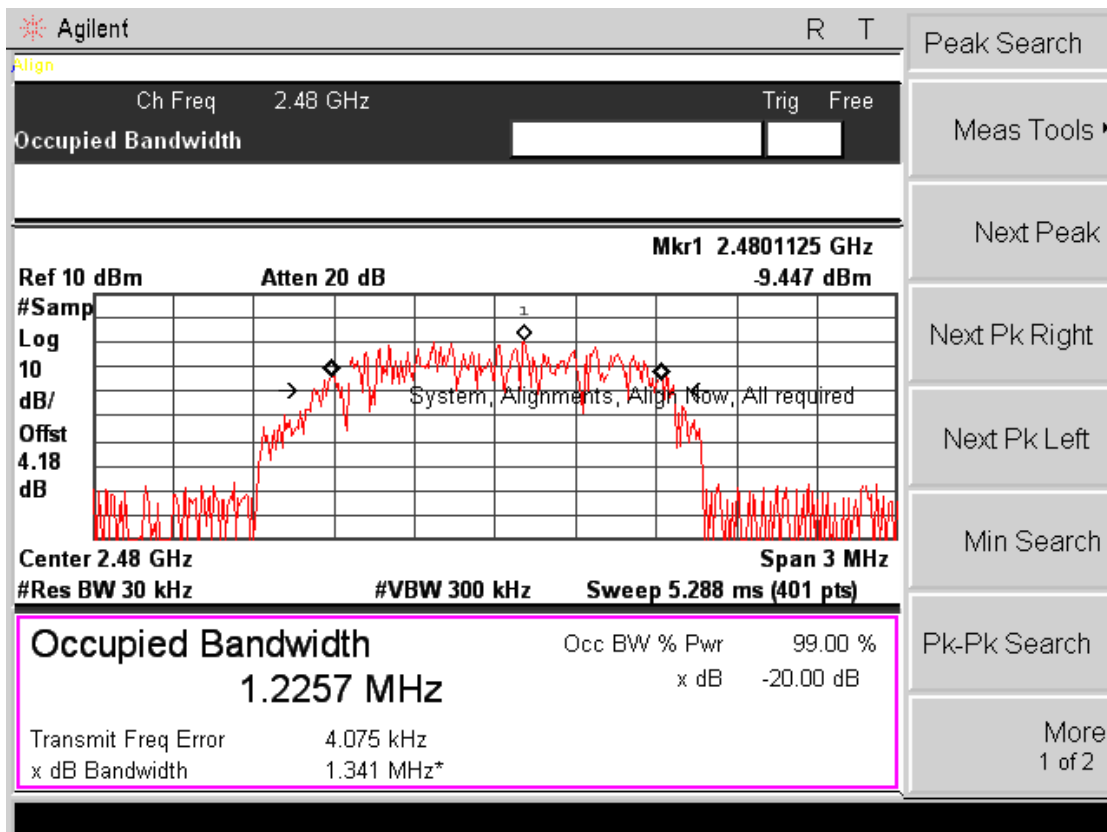 Agilent R T
Peak Search
Align
Ch Freq 2.48 GHz Trig Free
Occupied Bandwidth
Meas Tools
Next Peak
Mkr1 2.4801125 GHz
Ref 10 dBm Atten 20 dB -9.447 dBm
#Samp
Log
10
dB/
Offst
4.18
dB
1
System, Alignments, Align Now, All required
Next Pk Right
Next Pk Left
Center 2.48 GHz Span 3 MHz
#Res BW 30 kHz #VBW 300 kHz Sweep 5.288 ms (401 pts)
Min Search
Occupied Bandwidth
1.2257 MHz
Occ BW % Pwr 99.00 %
x dB -20.00 dB
Transmit Freq Error 4.075 kHz
x dB Bandwidth 1.341 MHz*
Pk-Pk Search
More
1 of 2